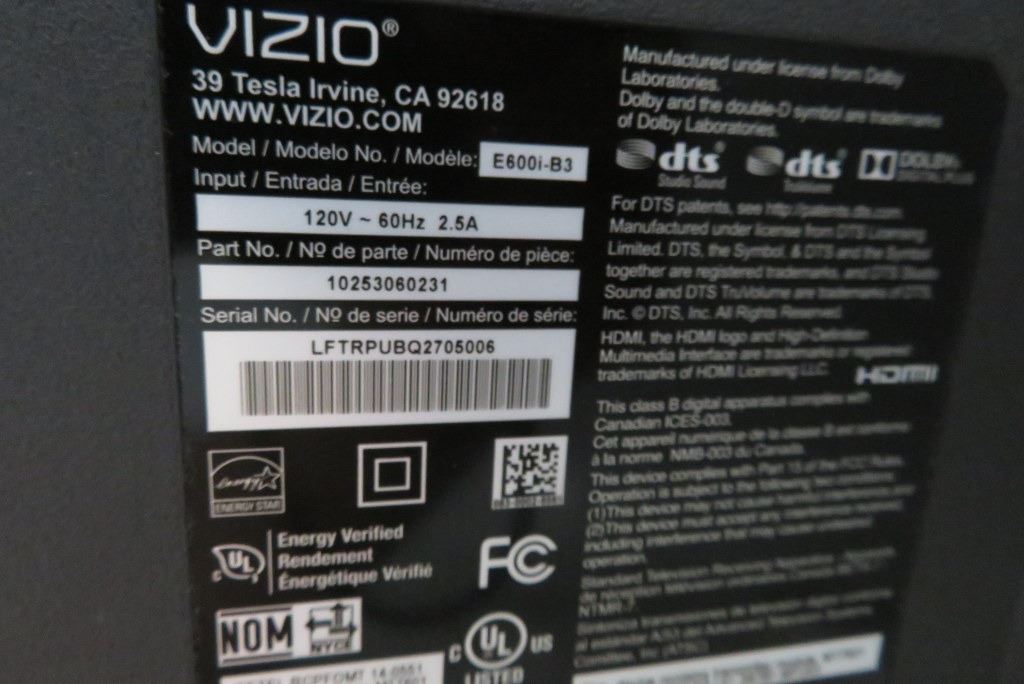 VIZIO®
39 Tesla Irvine, CA 92618
WWW.VIZIO.COM
Model / Modelo No. / Modèle: E600i-B3
Input / Entrada / Entrée:
120V ~ 60Hz 2.5A
Part No. / Nº de parte / Numéro de pièce:
10253060231
Serial No. / Nº de serie / Numéro de série:
LFTRPUBQ2705006
energy
ENERGY STAR
C UL
Energy Verified
Rendement
Énergétique Vérifié
FC
NOM
NYCE
C UL US
LISTED
Manufactured under license from Dolby
Laboratories.
Dolby and the double-D symbol are trademarks
of Dolby Laboratories.
dts Studio Sound
dts TruVolume
DOLBY
DIGITAL PLUS
For DTS patents, see http://patents.dts.com.
Manufactured under license from DTS Licensing
Limited. DTS, the Symbol, & DTS and the Symbol
together are registered trademarks, and DTS Studio
Sound and DTS TruVolume are trademarks of DTS,
Inc. © DTS, Inc. All Rights Reserved.
HDMI, the HDMI logo and High-Definition
Multimedia Interface are trademarks or registered
trademarks of HDMI Licensing LLC.
HDMI
This class B digital apparatus complies with
Canadian ICES-003.
Cet appareil numérique de la classe B est conforme
à la norme NMB-003 du Canada.
This device complies with Part 15 of the FCC Rules.
Operation is subject to the following two conditions:
(1)This device may not cause harmful interference, and
(2)This device must accept any interference received,
including interference that may cause undesired
operation.